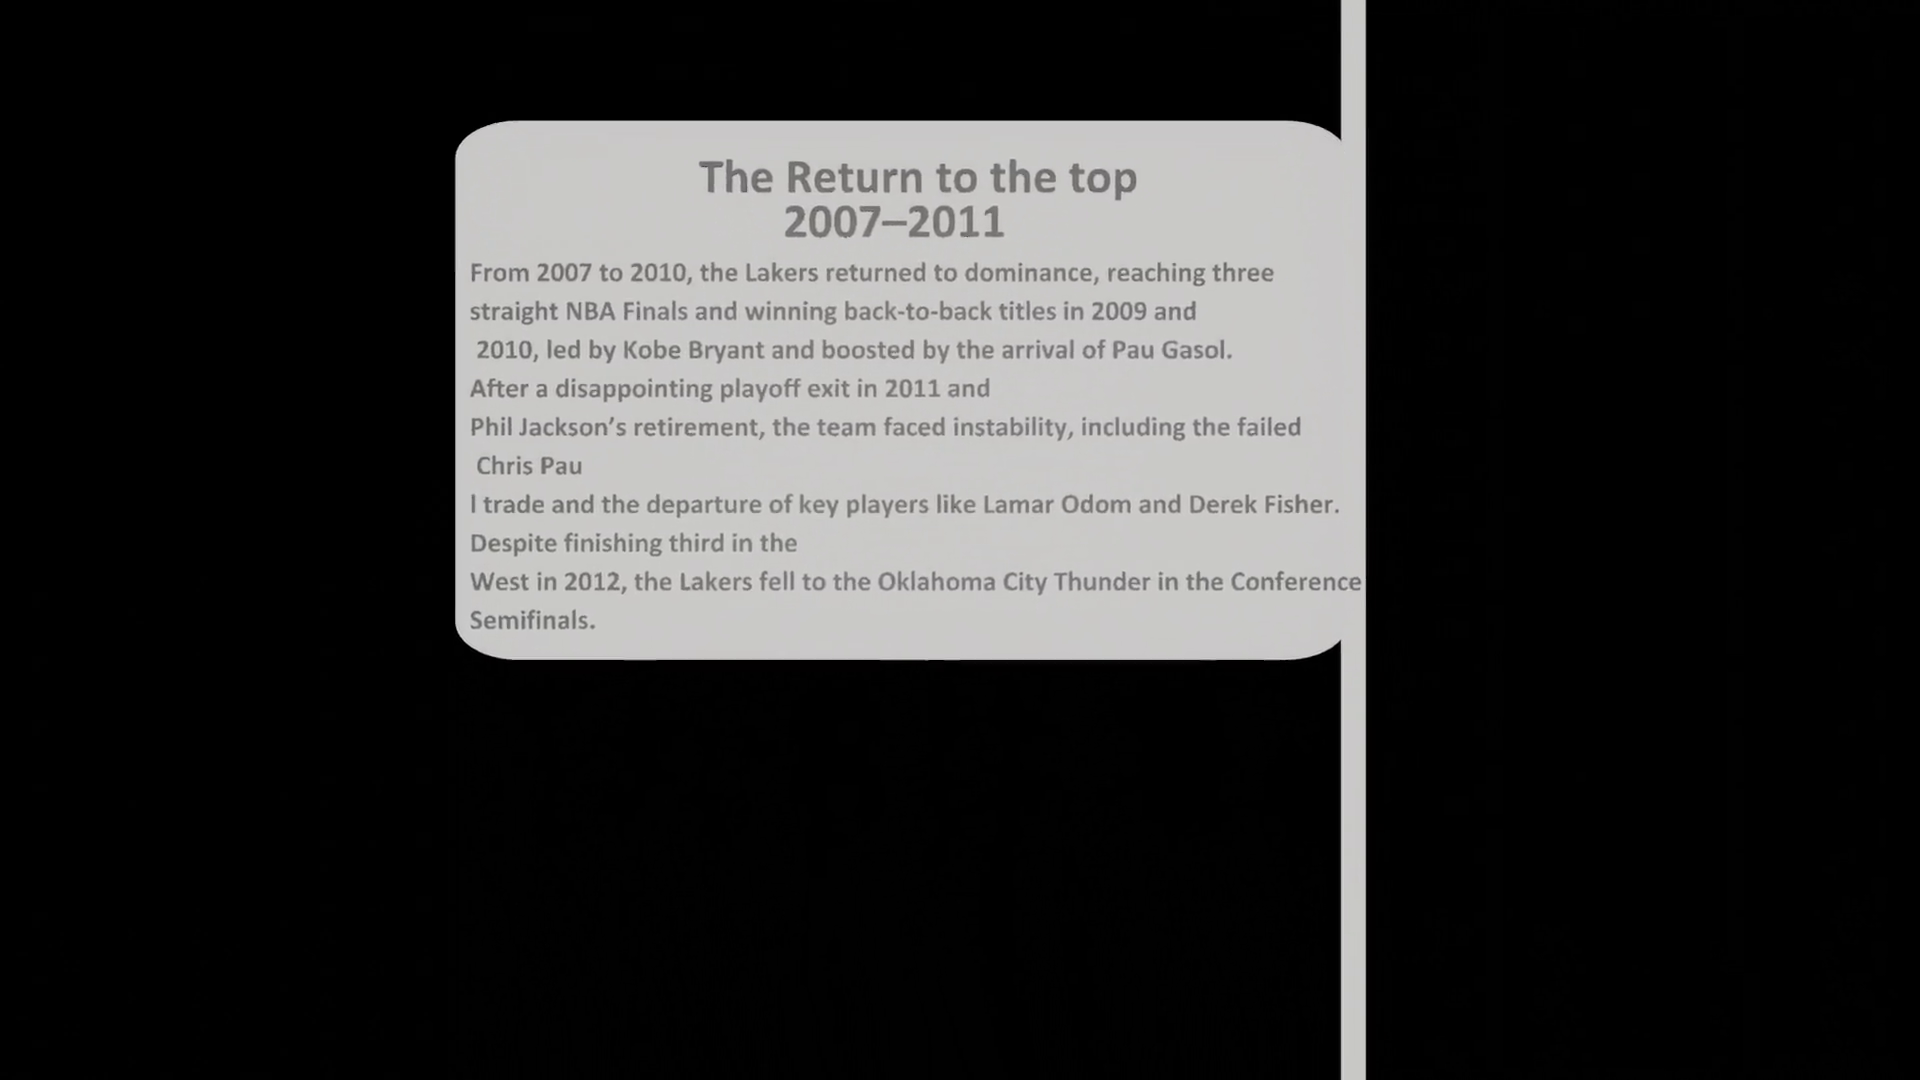 The Return to the top
2007–2011
From 2007 to 2010, the Lakers returned to dominance, reaching three
straight NBA Finals and winning back-to-back titles in 2009 and
2010, led by Kobe Bryant and boosted by the arrival of Pau Gasol.
After a disappointing playoff exit in 2011 and
Phil Jackson’s retirement, the team faced instability, including the failed
Chris Pau
l trade and the departure of key players like Lamar Odom and Derek Fisher.
Despite finishing third in the
West in 2012, the Lakers fell to the Oklahoma City Thunder in the Conference
Semifinals.